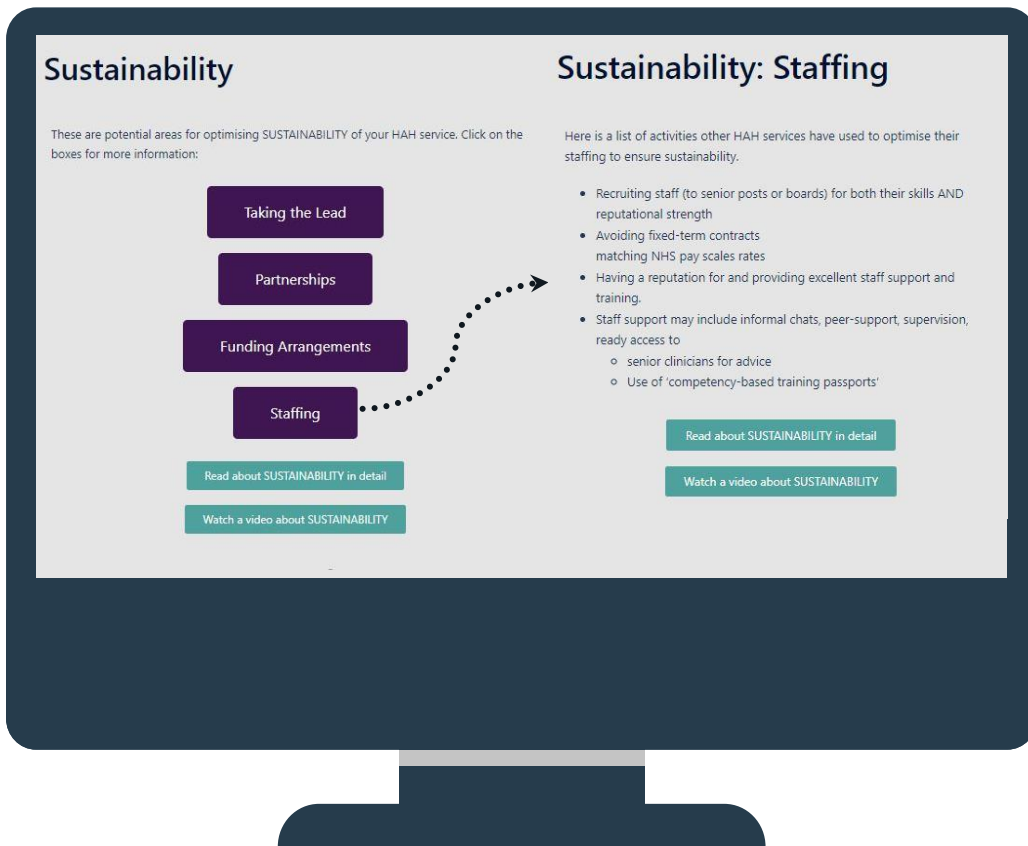 Sustainability
These are potential areas for optimising SUSTAINABILITY of your HAH service. Click on the
boxes for more information:
Taking the Lead
Partnerships
Funding Arrangements
Staffing
Read about SUSTAINABILITY in detail
Watch a video about SUSTAINABILITY
Sustainability: Staffing
Here is a list of activities other HAH services have used to optimise their
staffing to ensure sustainability.
• Recruiting staff (to senior posts or boards) for both their skills AND
reputational strength
• Avoiding fixed-term contracts
matching NHS pay scales rates
• Having a reputation for and providing excellent staff support and
training.
• Staff support may include informal chats, peer-support, supervision,
ready access to
○ senior clinicians for advice
○ Use of 'competency-based training passports'
Read about SUSTAINABILITY in detail
Watch a video about SUSTAINABILITY